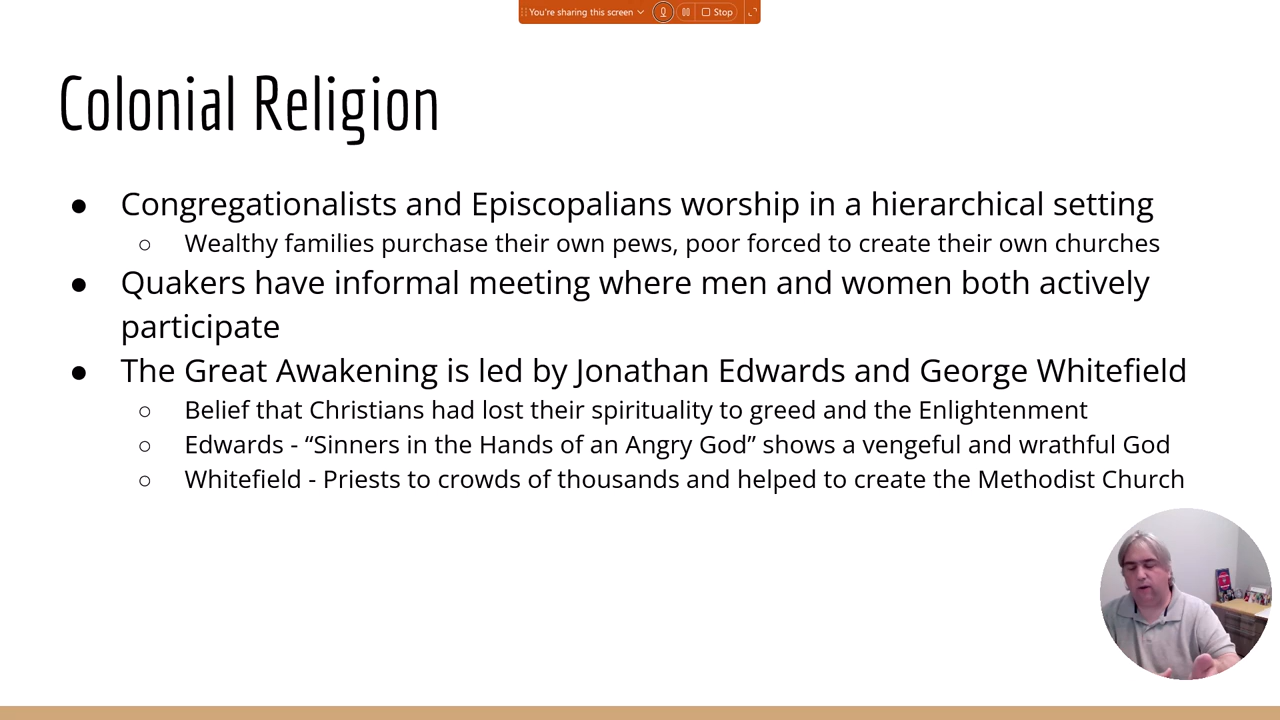 You're sharing this screen
Stop
Colonial Religion
● Congregationalists and Episcopalians worship in a hierarchical setting
○ Wealthy families purchase their own pews, poor forced to create their own churches
● Quakers have informal meeting where men and women both actively
participate
● The Great Awakening is led by Jonathan Edwards and George Whitefield
○ Belief that Christians had lost their spirituality to greed and the Enlightenment
○ Edwards - “Sinners in the Hands of an Angry God” shows a vengeful and wrathful God
○ Whitefield - Priests to crowds of thousands and helped to create the Methodist Church